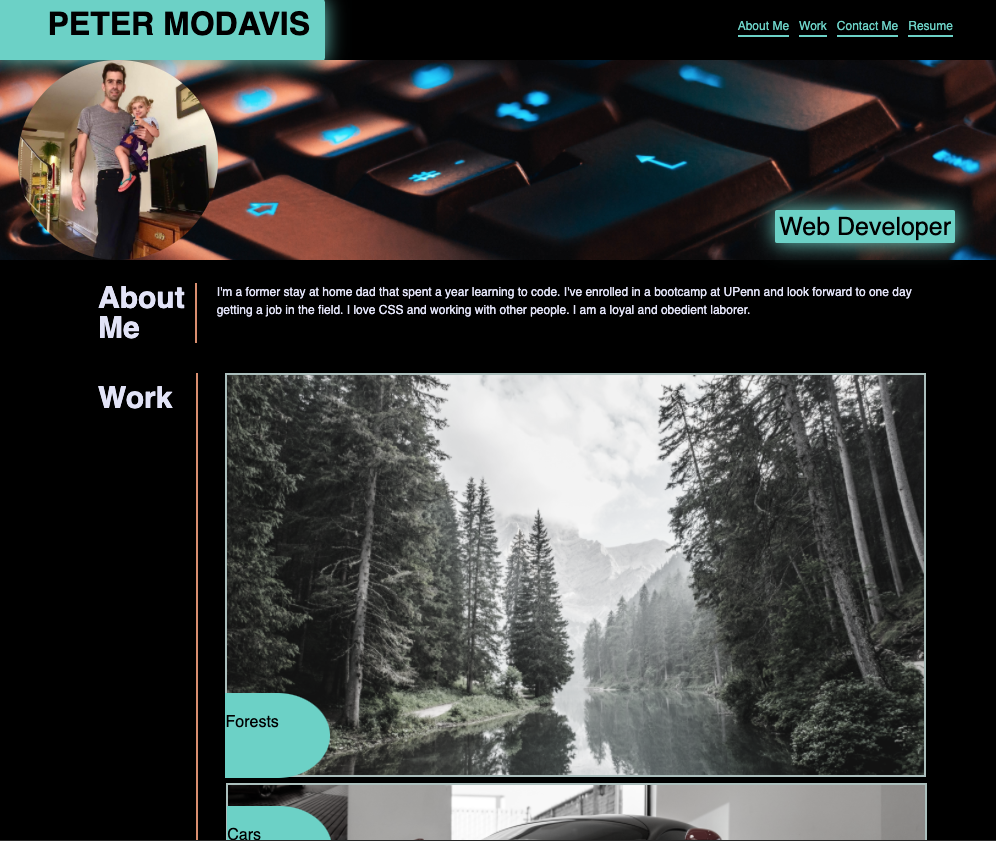 PETER MODAVIS
About Me Work Contact Me Resume
Web Developer
About
Me
I'm a former stay at home dad that spent a year learning to code. I've enrolled in a bootcamp at UPenn and look forward to one day
getting a job in the field. I love CSS and working with other people. I am a loyal and obedient laborer.
Work
Forests
Cars